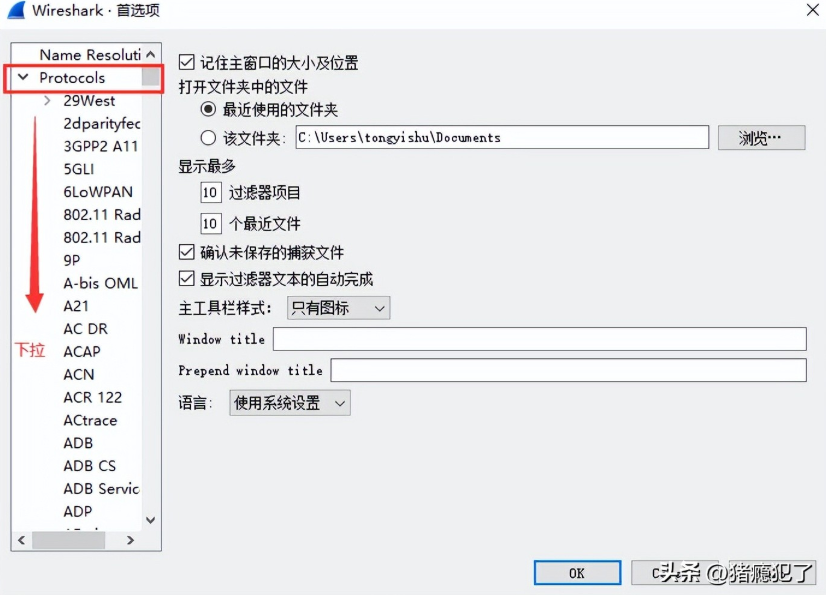 Wireshark · 首选项
Name Resoluti
Protocols
29West
2dparityfec
3GPP2 A11
5GLI
6LoWPAN
802.11 Rad
802.11 Rad
9P
A-bis OML
A21
AC DR
ACAP
ACN
ACR 122
ACtrace
ADB
ADB CS
ADB Servic
ADP
下拉
记住主窗口的大小及位置
打开文件夹中的文件
最近使用的文件夹
该文件夹: C:\Users\tongyishu\Documents 浏览…
显示最多
10 过滤器项目
10 个最近文件
确认未保存的捕获文件
显示过滤器文本的自动完成
主工具栏样式: 只有图标
Window title
Prepend window title
语言: 使用系统设置
OK
头条 @猪瘾犯了